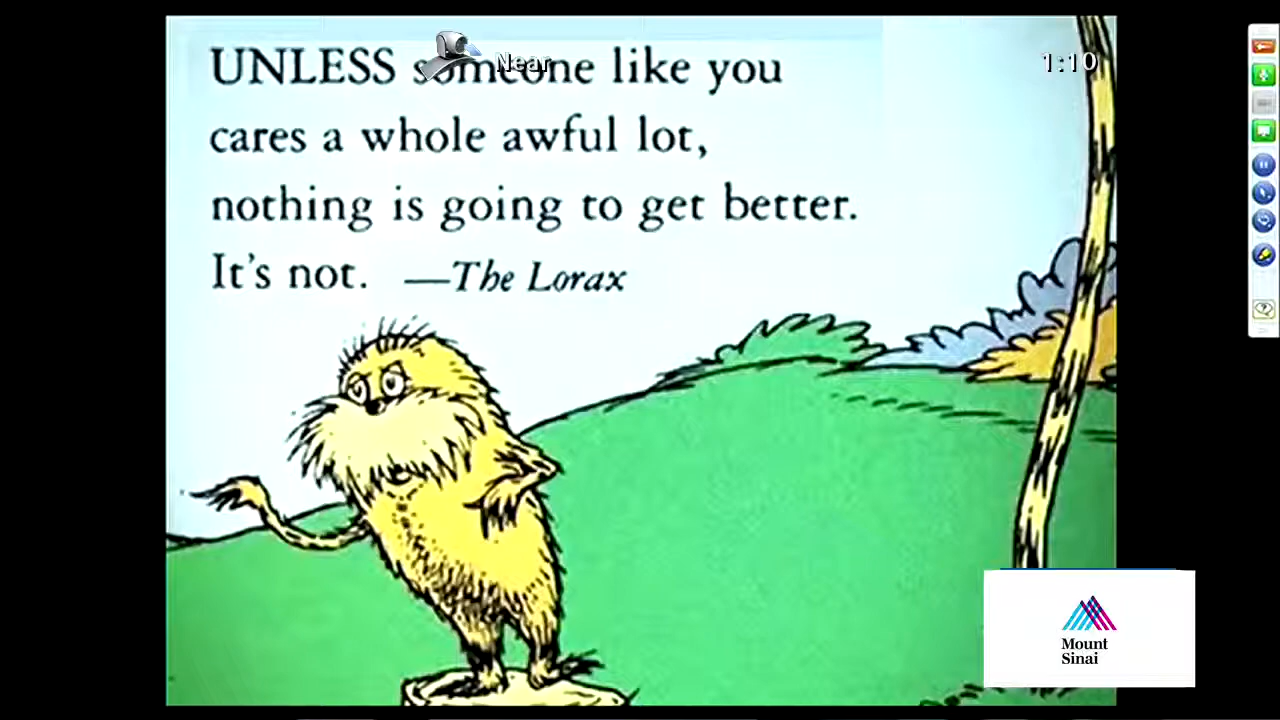 UNLESS someone like you
Near
1:10
cares a whole awful lot,
nothing is going to get better.
It's not. —The Lorax
Mount
Sinai